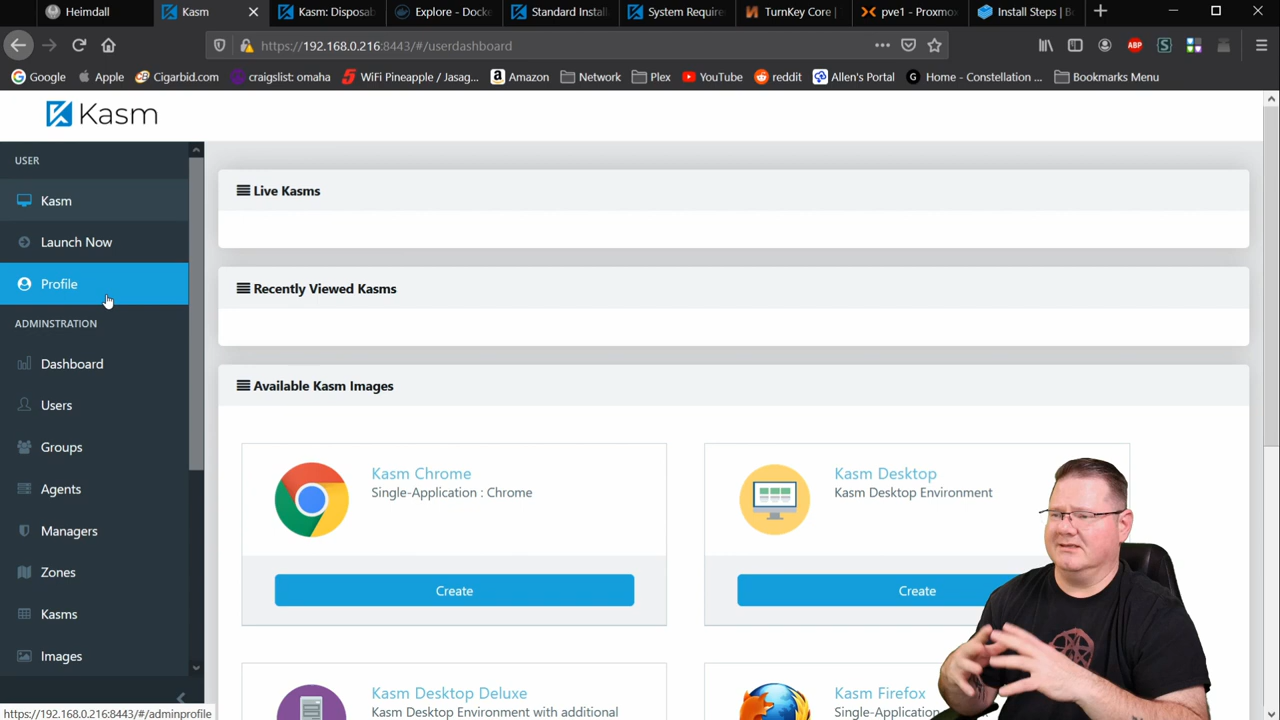 Heimdall
Kasm
Kasm: Disposab
Explore - Docke
Standard Instal
System Require
TurnKey Core |
pve1 - Proxmo
Install Steps | B
https://192.168.0.216:8443/#/userdashboard
ABP
Google
Apple
Cigarbid.com
craigslist: omaha
WiFi Pineapple / Jasag...
Amazon
Network
Plex
YouTube
reddit
Allen's Portal
Home - Constellation ...
Bookmarks Menu
Kasm
USER
Kasm
Launch Now
Profile
ADMINSTRATION
Dashboard
Users
Groups
Agents
Managers
Zones
Kasms
Images
Live Kasms
Recently Viewed Kasms
Available Kasm Images
Kasm Chrome
Single-Application : Chrome
Create
Kasm Desktop
Kasm Desktop Environment
Create
Kasm Desktop Deluxe
Kasm Desktop Environment with additional
Kasm Firefox
Single-Applicatio
https://192.168.0.216:8443/#/adminprofile